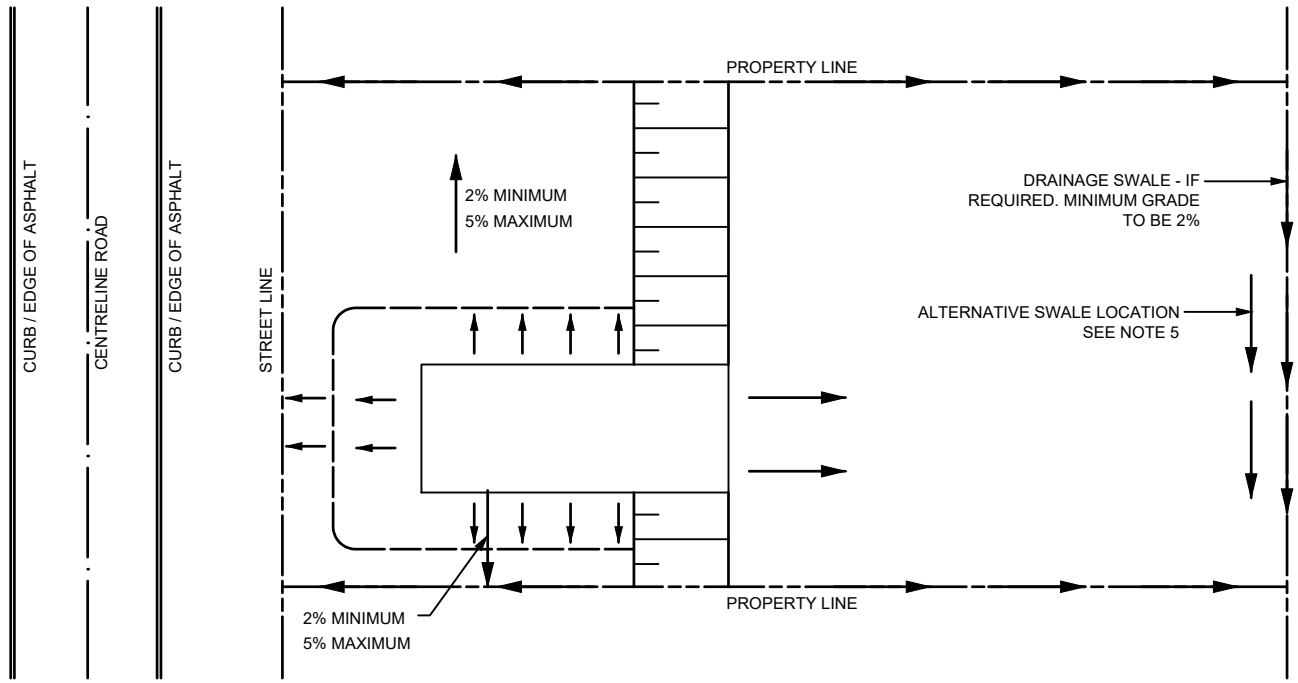 PROPERTY LINE
CURB / EDGE OF ASPHALT
CENTRELINE ROAD
CURB / EDGE OF ASPHALT
STREET LINE
2% MINIMUM
5% MAXIMUM
DRAINAGE SWALE - IF
REQUIRED. MINIMUM GRADE
TO BE 2%
ALTERNATIVE SWALE LOCATION
SEE NOTE 5
PROPERTY LINE
2% MINIMUM
5% MAXIMUM